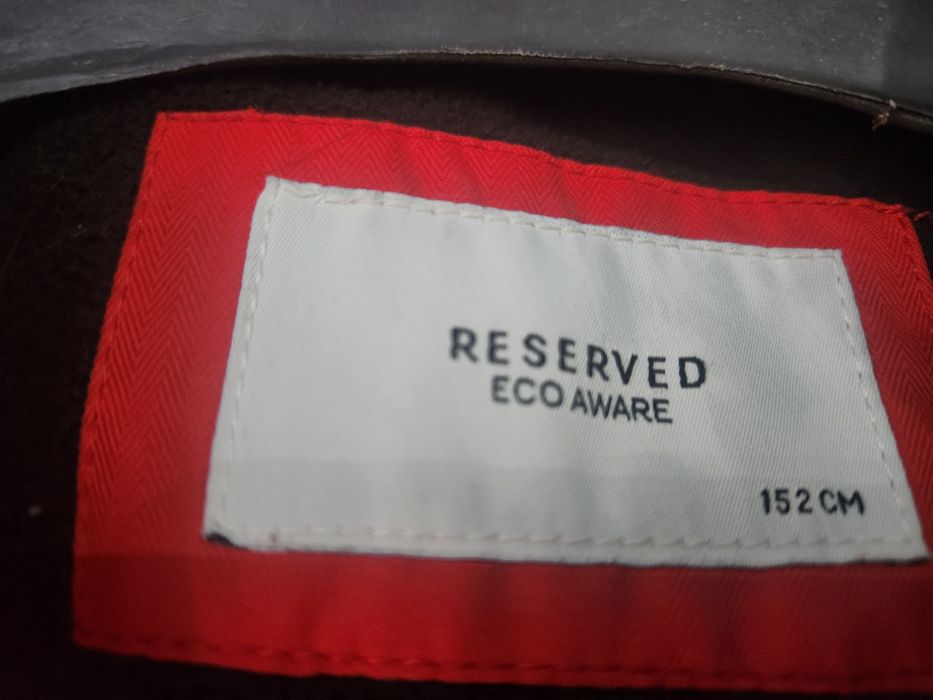 RESERVED
ECO AWARE
152 CM